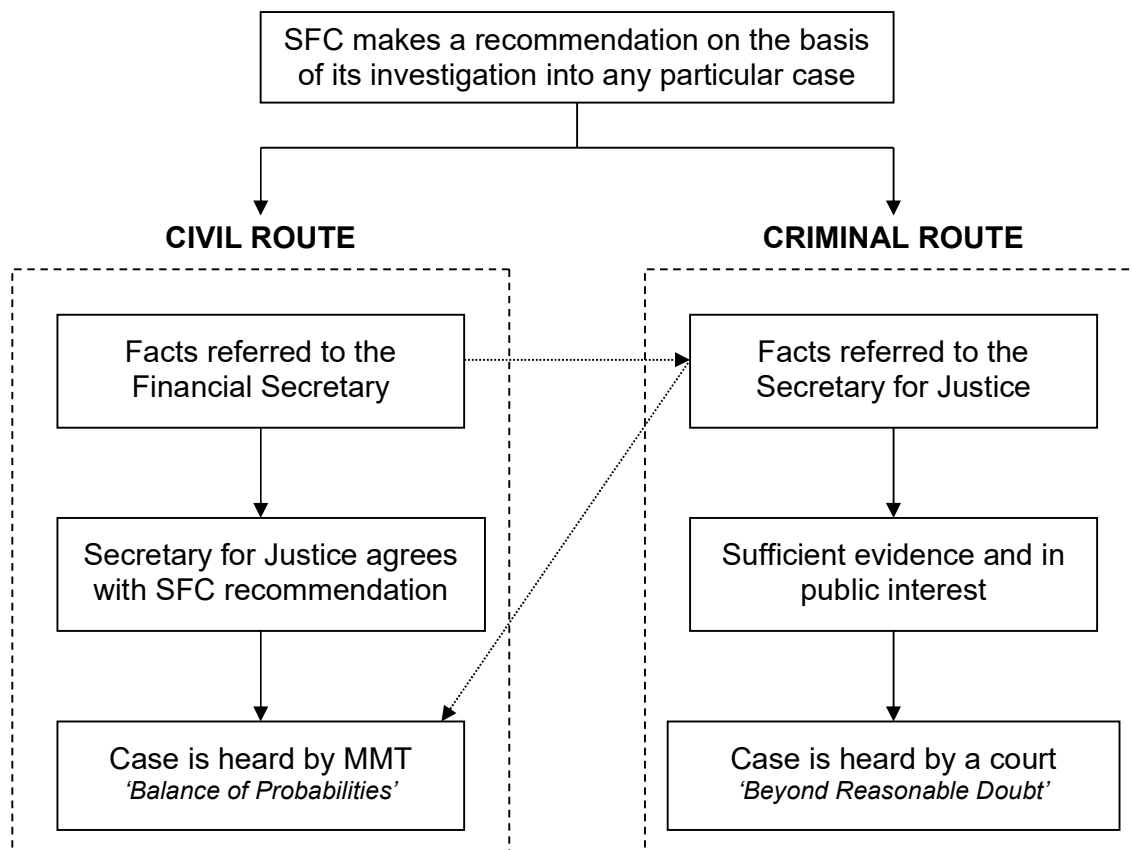 SFC makes a recommendation on the basis
of its investigation into any particular case
CIVIL ROUTE
Facts referred to the
Financial Secretary
Secretary for Justice agrees
with SFC recommendation
Case is heard by MMT
‘Balance of Probabilities’
CRIMINAL ROUTE
Facts referred to the
Secretary for Justice
Sufficient evidence and in
public interest
Case is heard by a court
‘Beyond Reasonable Doubt’